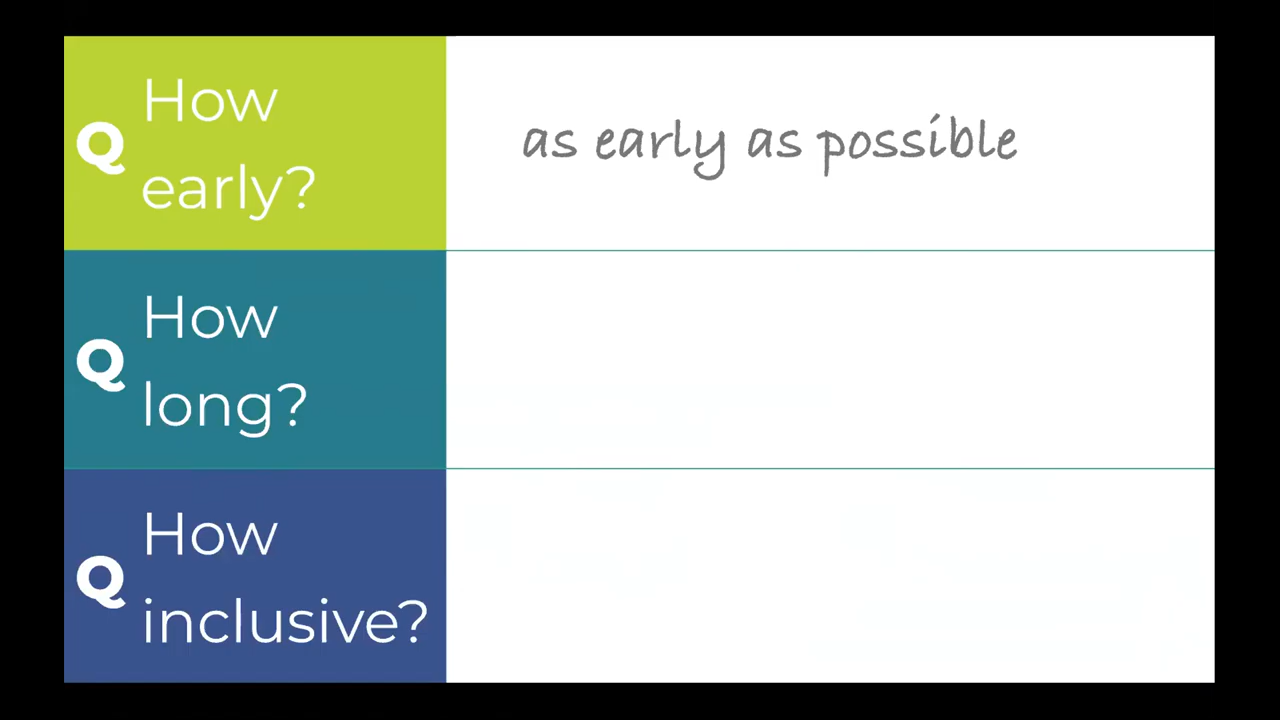 Q How
early?
as early as possible
Q How
long?
Q How
inclusive?